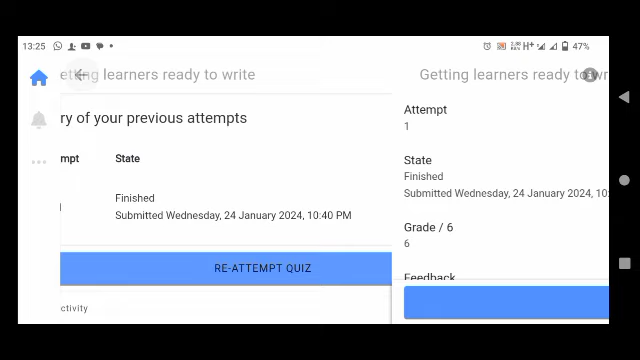 13:25
47%
etting learners ready to write
ry of your previous attempts
mpt State
Finished
Submitted Wednesday, 24 January 2024, 10:40 PM
RE-ATTEMPT QUIZ
ctivity
Getting learners ready to wr
Attempt
1
State
Finished
Submitted Wednesday, 24 January 2024, 10:
Grade / 6
6
Feedback